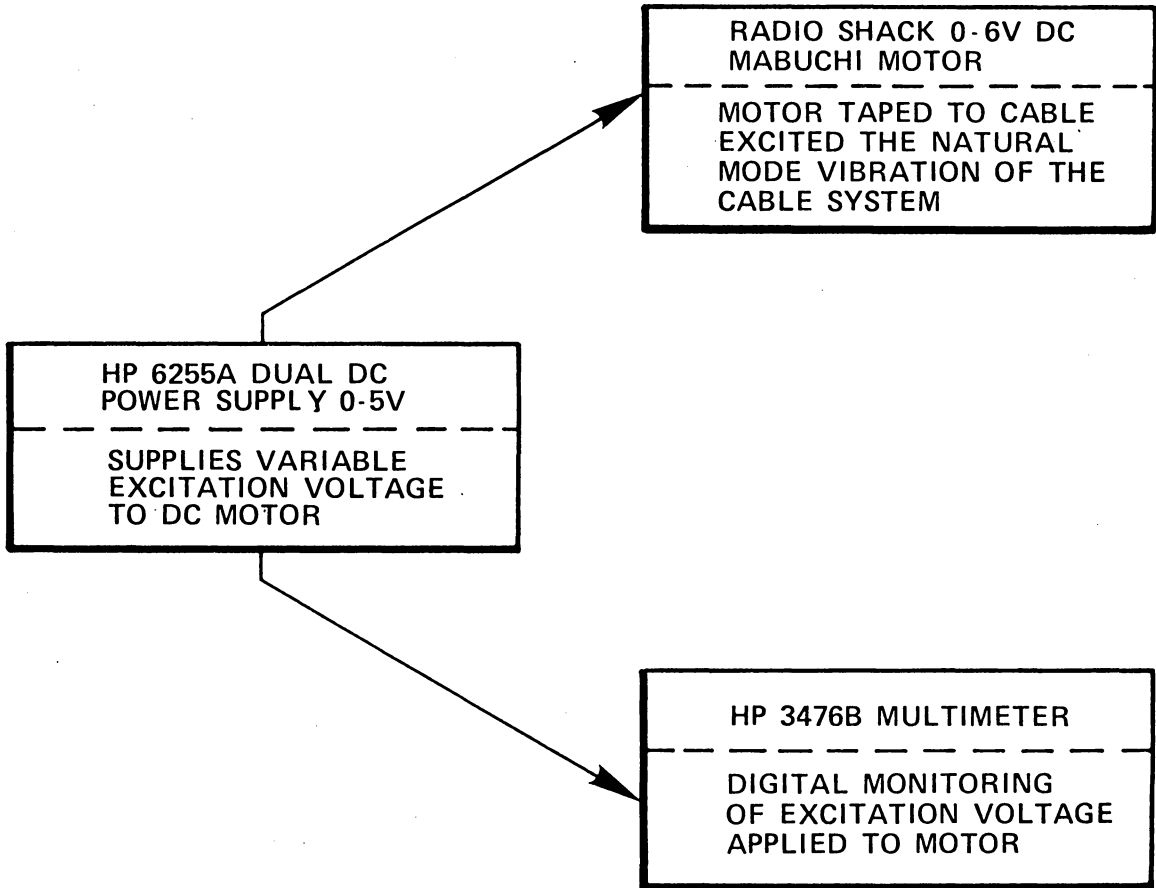 RADIO SHACK 0-6V DC
MABUCHI MOTOR
MOTOR TAPED TO CABLE
EXCITED THE NATURAL
MODE VIBRATION OF THE
CABLE SYSTEM
HP 6255A DUAL DC
POWER SUPPLY 0-5V
SUPPLIES VARIABLE
EXCITATION VOLTAGE
TO DC MOTOR
HP 3476B MULTIMETER
DIGITAL MONITORING
OF EXCITATION VOLTAGE
APPLIED TO MOTOR